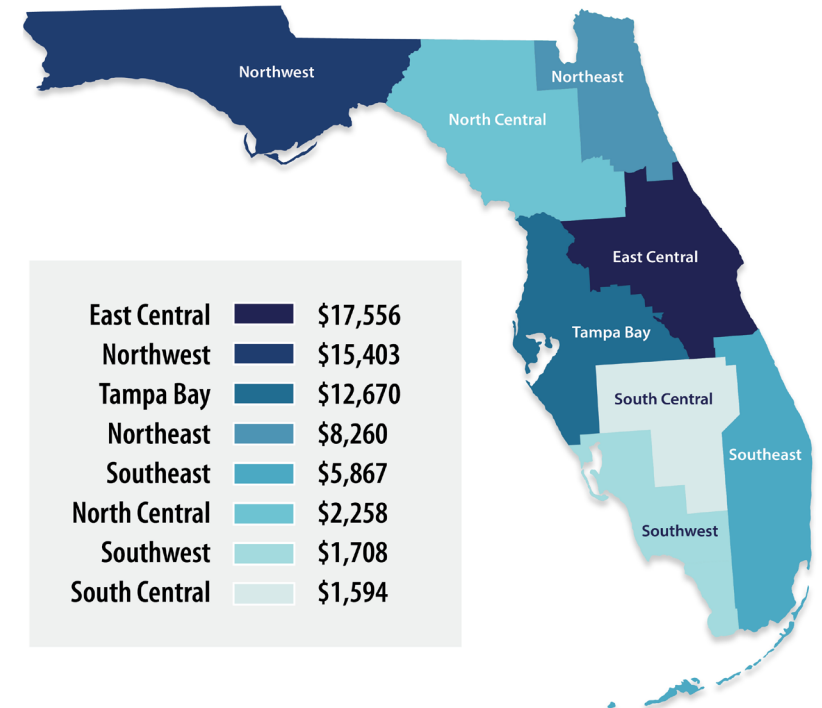 Northwest
Northeast
North Central
East Central
Tampa Bay
South Central
Southeast
Southwest
East Central $17,556
Northwest $15,403
Tampa Bay $12,670
Northeast $8,260
Southeast $5,867
North Central $2,258
Southwest $1,708
South Central $1,594